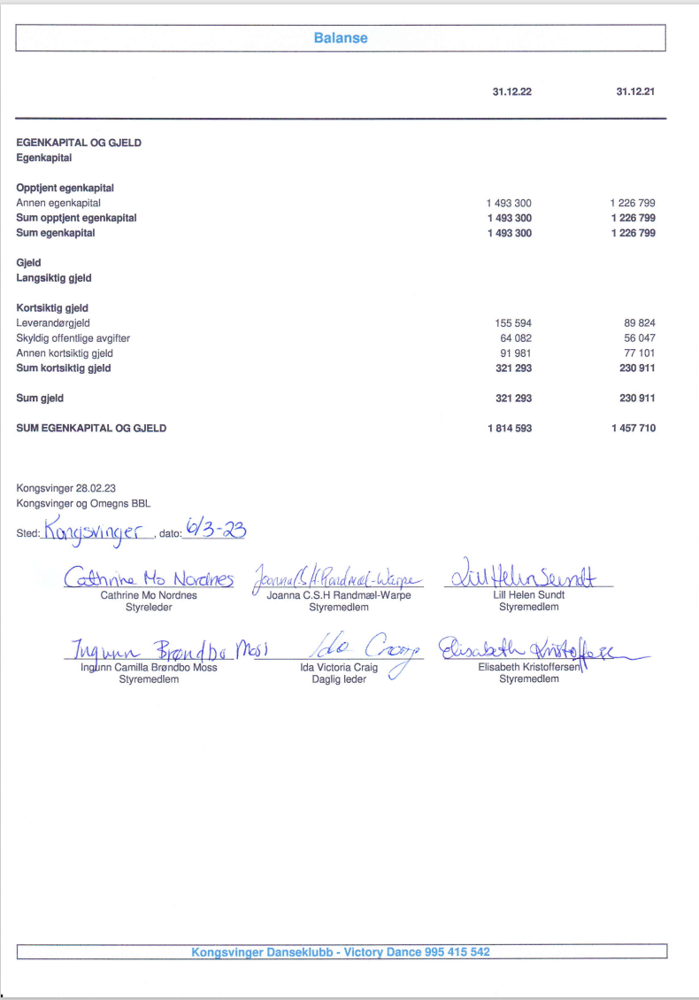 Balanse
31.12.22 31.12.21
EGENKAPITAL OG GJELD
Egenkapital
Opptjent egenkapital
Annen egenkapital 1 493 300 1 226 799
Sum opptjent egenkapital 1 493 300 1 226 799
Sum egenkapital 1 493 300 1 226 799
Gjeld
Langsiktig gjeld
Kortsiktig gjeld
Leverandørgjeld 155 594 89 824
Skyldig offentlige avgifter 64 082 56 047
Annen kortsiktig gjeld 91 981 77 101
Sum kortsiktig gjeld 321 293 230 911
Sum gjeld 321 293 230 911
SUM EGENKAPITAL OG GJELD 1 814 593 1 457 710
Kongsvinger 28.02.23
Kongsvinger og Omegns BBL
Sted: Kongsvinger, dato: 6/3-23
Cathrine Mo Nordnes Joanna C.S.H.Randmæl-Warpe Lill Helen Sundt
Cathrine Mo Nordnes Joanna C.S.H Randmæl-Warpe Lill Helen Sundt
Styreleder Styremedlem Styremedlem
Ingunn Brøndbo Moss Ida Craig Elisabeth Kristoffersen
Ingunn Camilla Brøndbo Moss Ida Victoria Craig Elisabeth Kristoffersen
Styremedlem Daglig leder Styremedlem
Kongsvinger Danseklubb - Victory Dance 995 415 542